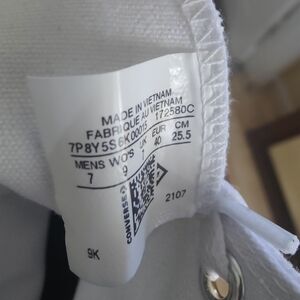 MADE IN VIETNAM
FABRIQUE AU VIETNAM
7P8Y5S6K00015 172580C
MENS WO'S UK EUR CM
7 9 7 40 25.5
CONVERSE
2107
9K